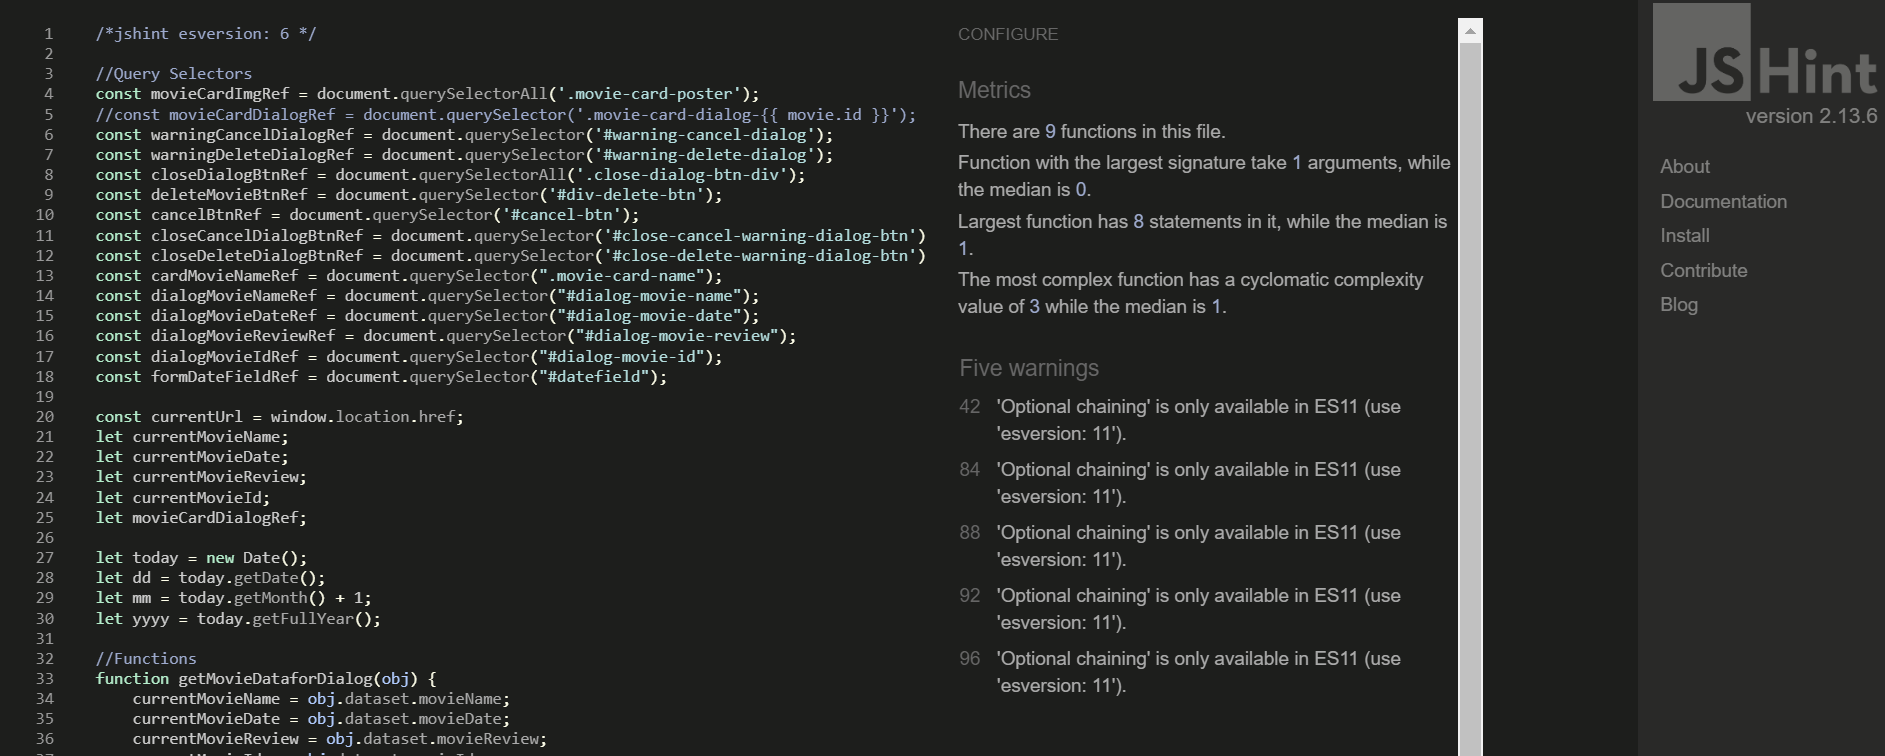 1 /*jshint esversion: 6 */
2
3 //Query Selectors
4 const movieCardImgRef = document.querySelectorAll('.movie-card-poster');
5 //const movieCardDialogRef = document.querySelector('.movie-card-dialog-{{ movie.id }}');
6 const warningCancelDialogRef = document.querySelector('#warning-cancel-dialog');
7 const warningDeleteDialogRef = document.querySelector('#warning-delete-dialog');
8 const closeDialogBtnRef = document.querySelectorAll('.close-dialog-btn-div');
9 const deleteMovieBtnRef = document.querySelector('#div-delete-btn');
10 const cancelBtnRef = document.querySelector('#cancel-btn');
11 const closeCancelDialogBtnRef = document.querySelector('#close-cancel-warning-dialog-btn')
12 const closeDeleteDialogBtnRef = document.querySelector('#close-delete-warning-dialog-btn')
13 const cardMovieNameRef = document.querySelector(".movie-card-name");
14 const dialogMovieNameRef = document.querySelector("#dialog-movie-name");
15 const dialogMovieDateRef = document.querySelector("#dialog-movie-date");
16 const dialogMovieReviewRef = document.querySelector("#dialog-movie-review");
17 const dialogMovieIdRef = document.querySelector("#dialog-movie-id");
18 const formDateFieldRef = document.querySelector("#datefield");
19
20 const currentUrl = window.location.href;
21 let currentMovieName;
22 let currentMovieDate;
23 let currentMovieReview;
24 let currentMovieId;
25 let movieCardDialogRef;
26
27 let today = new Date();
28 let dd = today.getDate();
29 let mm = today.getMonth() + 1;
30 let yyyy = today.getFullYear();
31
32 //Functions
33 function getMovieDataforDialog(obj) {
34 currentMovieName = obj.dataset.movieName;
35 currentMovieDate = obj.dataset.movieDate;
36 currentMovieReview = obj.dataset.movieReview;
CONFIGURE
Metrics
There are 9 functions in this file.
Function with the largest signature take 1 arguments, while
the median is 0.
Largest function has 8 statements in it, while the median is
1.
The most complex function has a cyclomatic complexity
value of 3 while the median is 1.
Five warnings
42 'Optional chaining' is only available in ES11 (use
'esversion: 11').
84 'Optional chaining' is only available in ES11 (use
'esversion: 11').
88 'Optional chaining' is only available in ES11 (use
'esversion: 11').
92 'Optional chaining' is only available in ES11 (use
'esversion: 11').
96 'Optional chaining' is only available in ES11 (use
'esversion: 11').
JSHint
version 2.13.6
About
Documentation
Install
Contribute
Blog